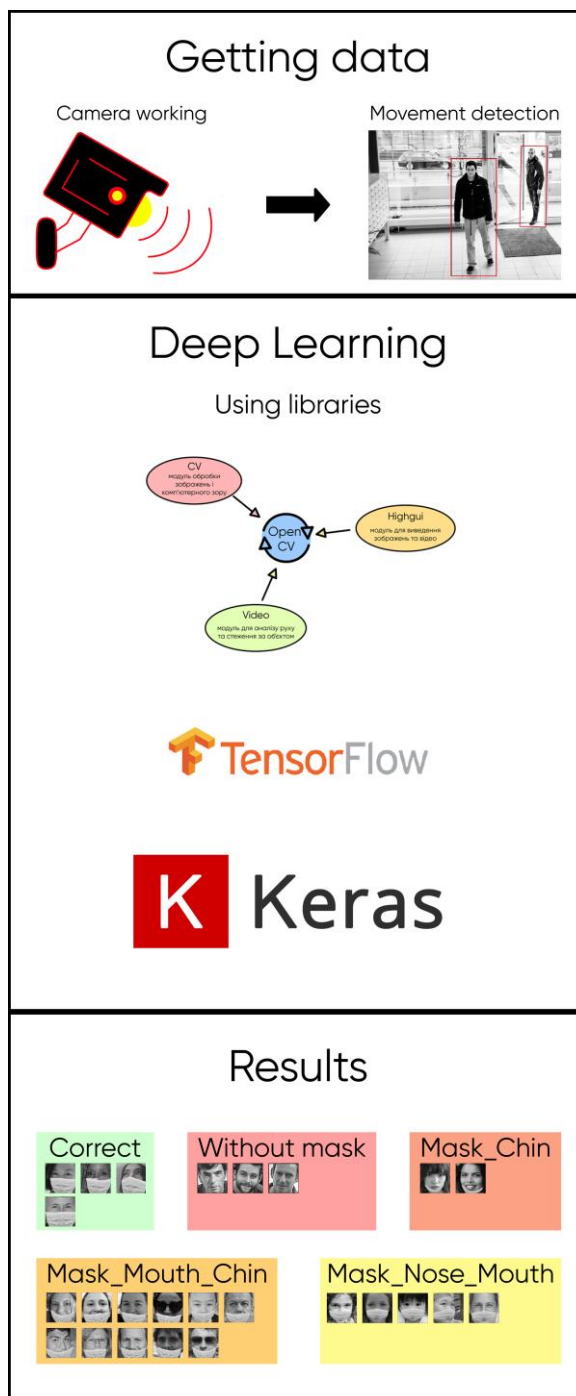 Getting data
Camera working
Movement detection
Deep Learning
Using libraries
CV
модуль обробки
зображень і
комп'ютерного зору
Open
CV
Highgui
модуль для виведення
зображень та відео
Video
модуль для аналізу руху
та стеження за об'єктом
TensorFlow
K Keras
Results
Correct
Without mask
Mask_Chin
Mask_Mouth_Chin
Mask_Nose_Mouth